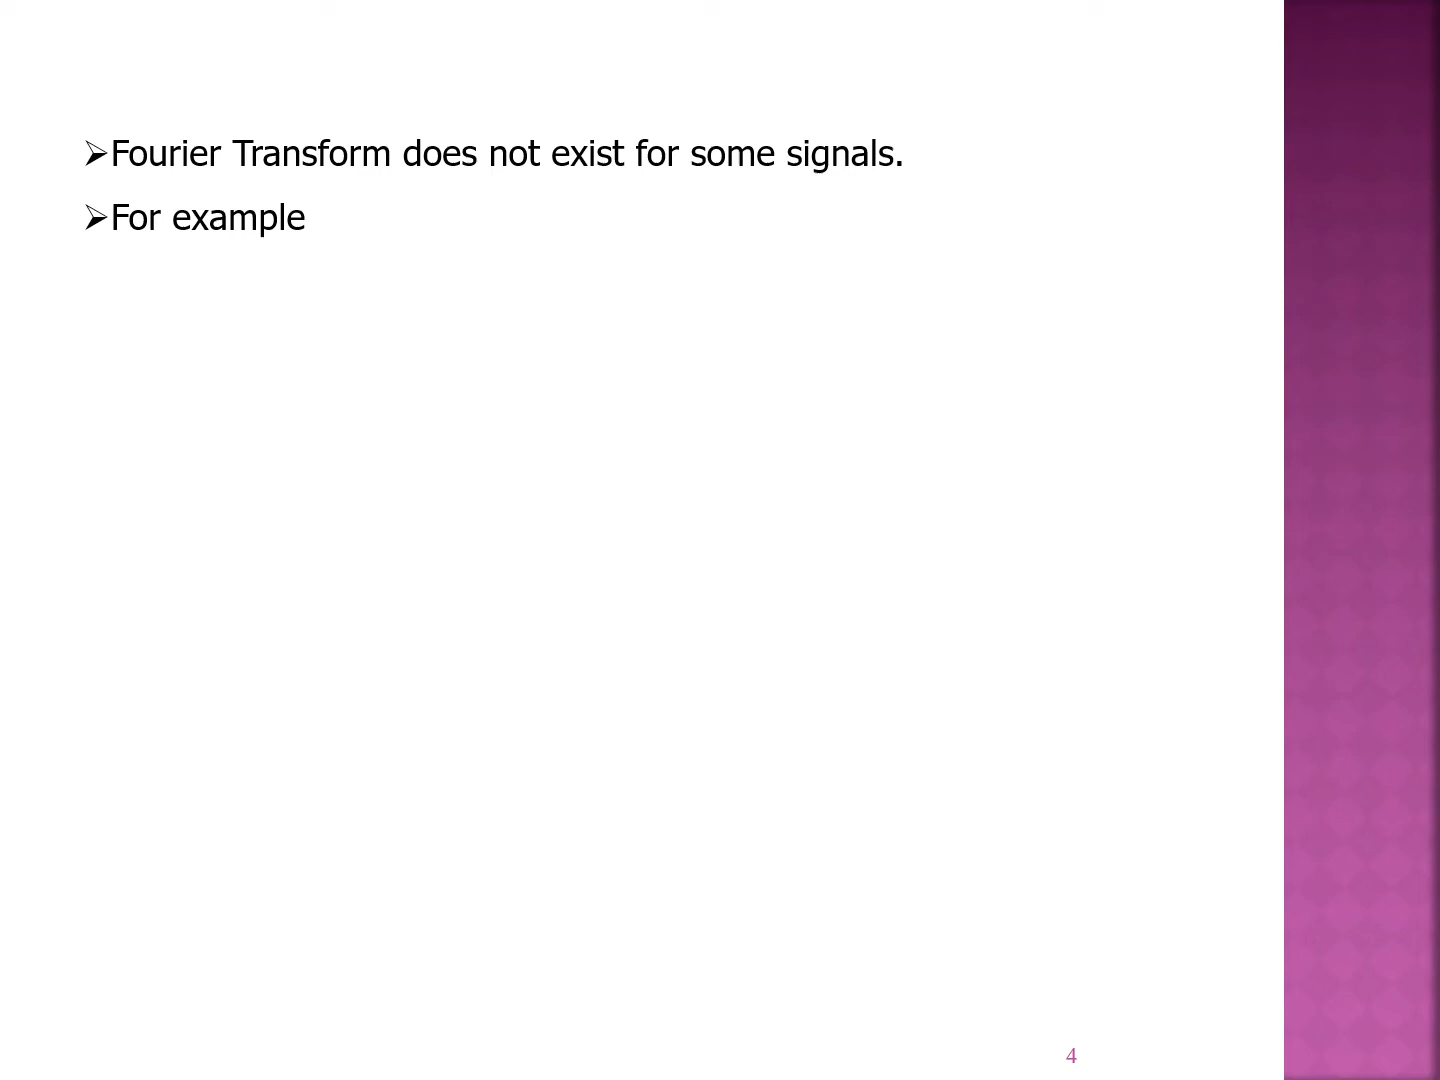 ➢Fourier Transform does not exist for some signals.
➢For example
4